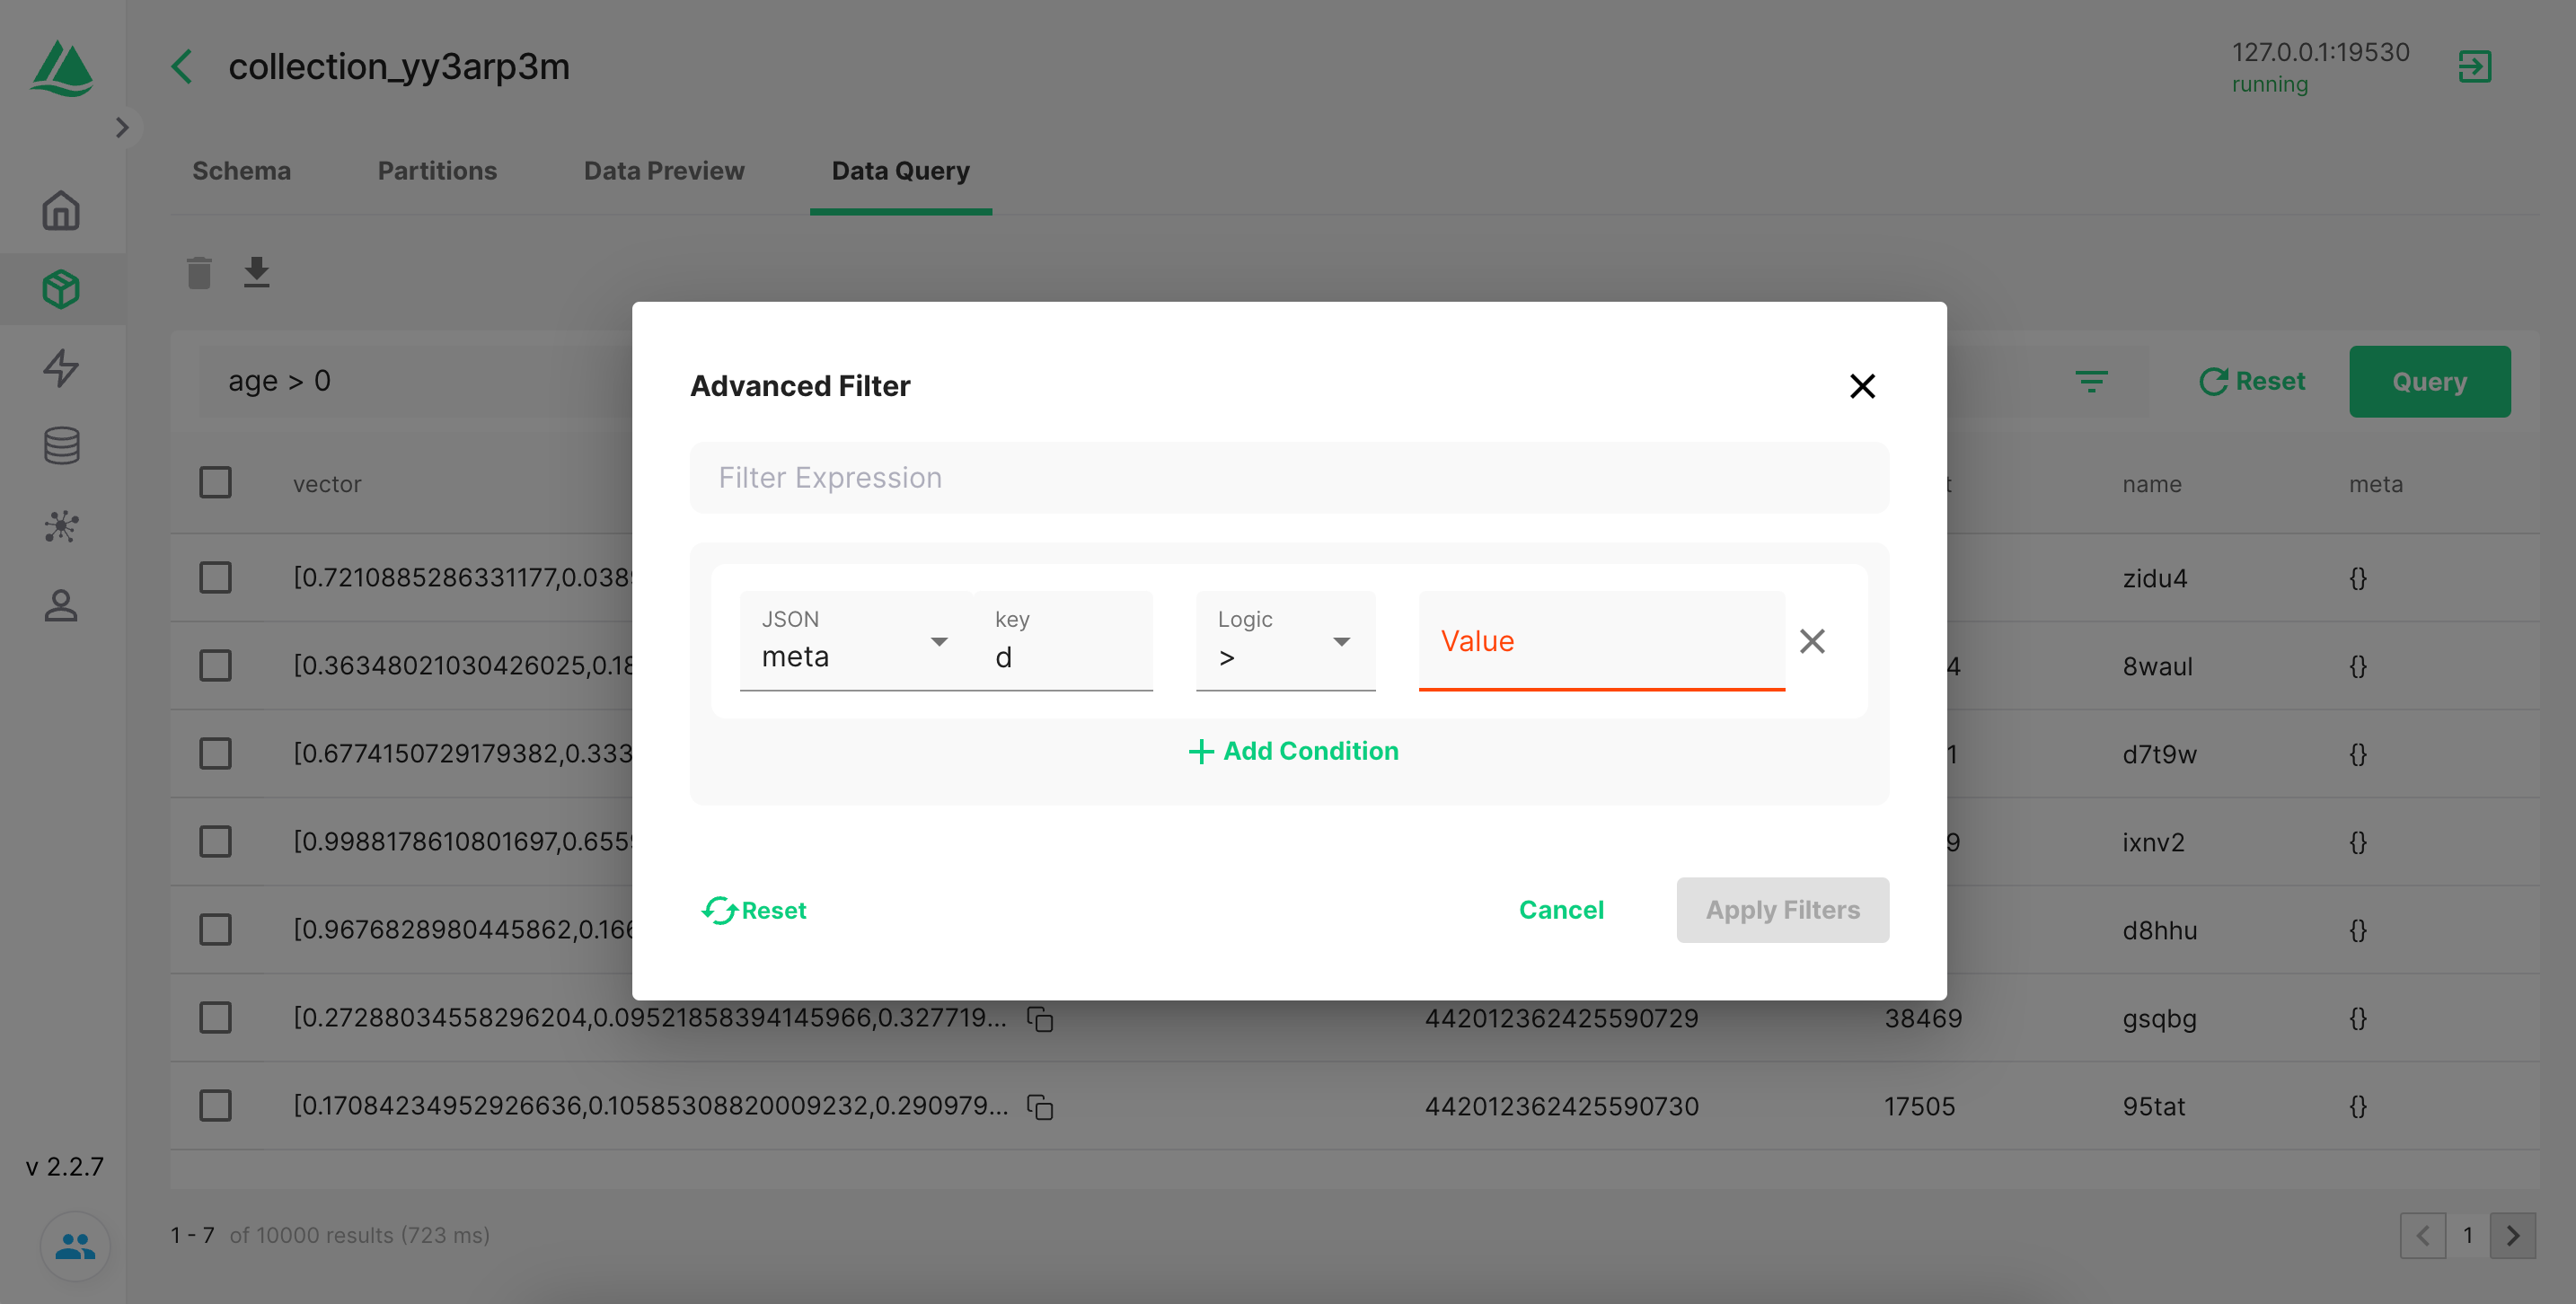 collection_yy3arp3m
127.0.0.1:19530
running
Schema Partitions Data Preview Data Query
age > 0
Reset
Query
vector t name meta
[0.7210885286331177,0.038 zidu4 {}
[0.36348021030426025,0.18 4 8waul {}
[0.6774150729179382,0.333 1 d7t9w {}
[0.9988178610801697,0.655 9 ixnv2 {}
[0.9676828980445862,0.166 d8hhu {}
[0.27288034558296204,0.09521858394145966,0.327719... 442012362425590729 38469 gsqbg {}
[0.17084234952926636,0.10585308820009232,0.290979... 442012362425590730 17505 95tat {}
v 2.2.7
1 - 7 of 10000 results (723 ms)
1
Advanced Filter
Filter Expression
JSON key Logic
meta d > Value
Add Condition
Reset
Cancel
Apply Filters